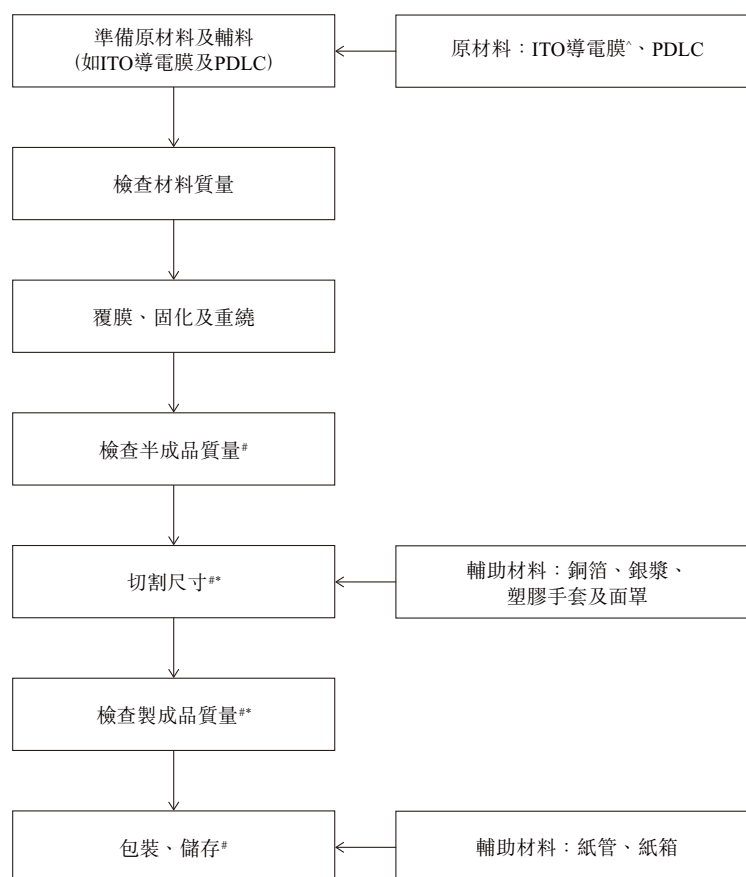 準備原材料及輔料
(如ITO導電膜及PDLC)
原材料：ITO導電膜^、PDLC
檢查材料質量
覆膜、固化及重繞
檢查半成品質量#
切割尺寸#*
輔助材料：銅箔、銀漿、
塑膠手套及面罩
檢查製成品質量#*
包裝、儲存#
輔助材料：紙管、紙箱